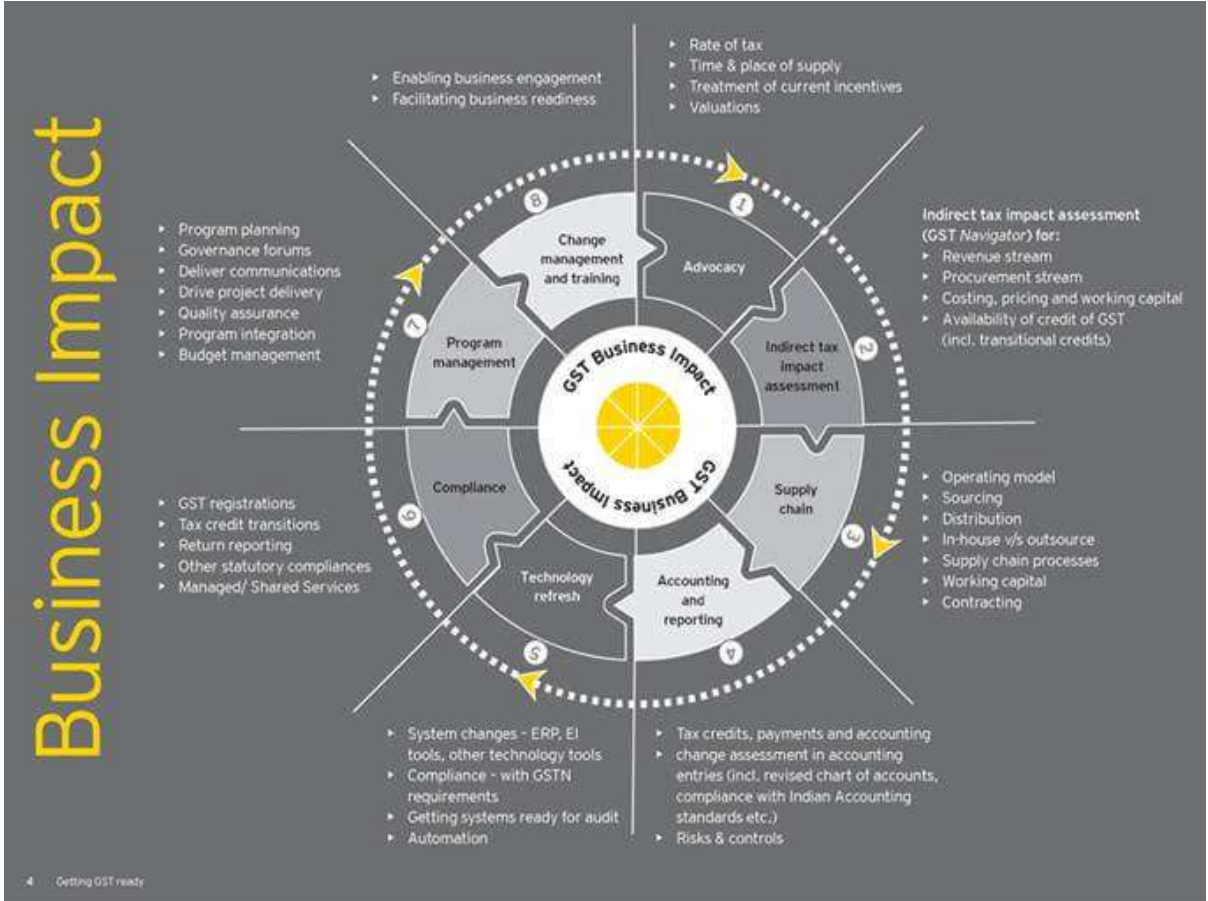 Business Impact
Enabling business engagement
Facilitating business readiness
Rate of tax
Time & place of supply
Treatment of current incentives
Valuations
Indirect tax impact assessment
(GST Navigator) for:
Revenue stream
Procurement stream
Costing, pricing and working capital
Availability of credit of GST
(incl. transitional credits)
Operating model
Sourcing
Distribution
In-house v/s outsource
Supply chain processes
Working capital
Contracting
Tax credits, payments and accounting
change assessment in accounting
entries (incl. revised chart of accounts,
compliance with Indian Accounting
standards etc.)
Risks & controls
System changes - ERP, EI
tools, other technology tools
Compliance - with GSTN
requirements
Getting systems ready for audit
Automation
GST registrations
Tax credit transitions
Return reporting
Other statutory compliances
Managed/ Shared Services
Program planning
Governance forums
Deliver communications
Drive project delivery
Quality assurance
Program integration
Budget management
1
Advocacy
2
Indirect tax
impact
assessment
3
Supply
chain
4
Accounting
and
reporting
5
Technology
refresh
6
Compliance
7
Program
management
8
Change
management
and training
GST Business Impact
GST Business Impact
4 Getting GST ready